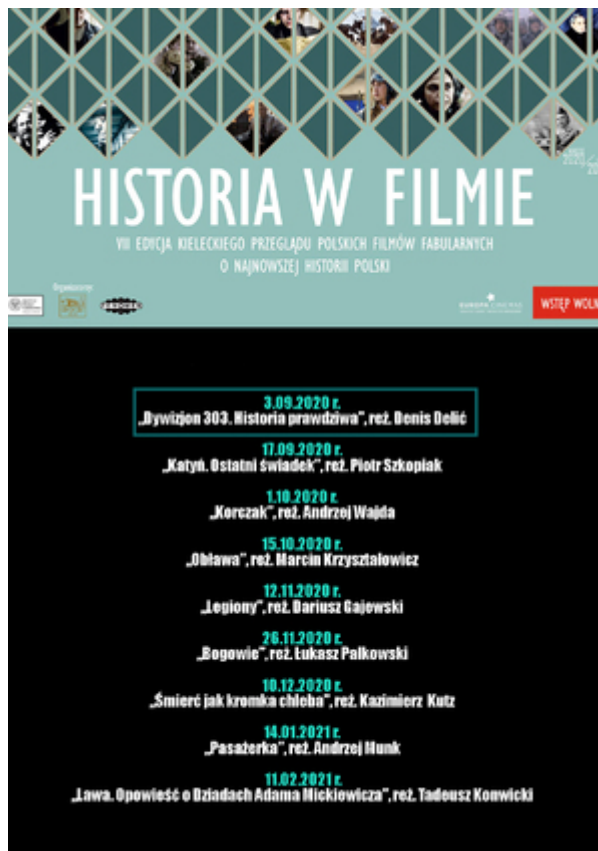 HISTORIA W FILMIE
VII EDYCJA KIELECKIEGO PRZEGLĄDU POLSKICH FILMÓW FABULARNYCH
O NAJNOWSZEJ HISTORII POLSKI
Organizatorzy:
EUROPA CINEMAS
WSTĘP WOLN
3.09.2020 r.
„Dywizjon 303. Historia prawdziwa”, reż. Denis Delić
17.09.2020 r.
„Katyń. Ostatni świadek”, reż. Piotr Szkopiak
1.10.2020 r.
„Korczak”, reż. Andrzej Wajda
15.10.2020 r.
„Obława”, reż. Marcin Krzyształowicz
12.11.2020 r.
„Legiony”, reż. Dariusz Gajewski
26.11.2020 r.
„Bogowie”, reż. Łukasz Palkowski
10.12.2020 r.
„Śmierć jak kromka chleba”, reż. Kazimierz Kutz
14.01.2021 r.
„Pasażerka”, reż. Andrzej Munk
11.02.2021 r.
„Lawa. Opowieść o Dziadach Adama Mickiewicza”, reż. Tadeusz Konwicki